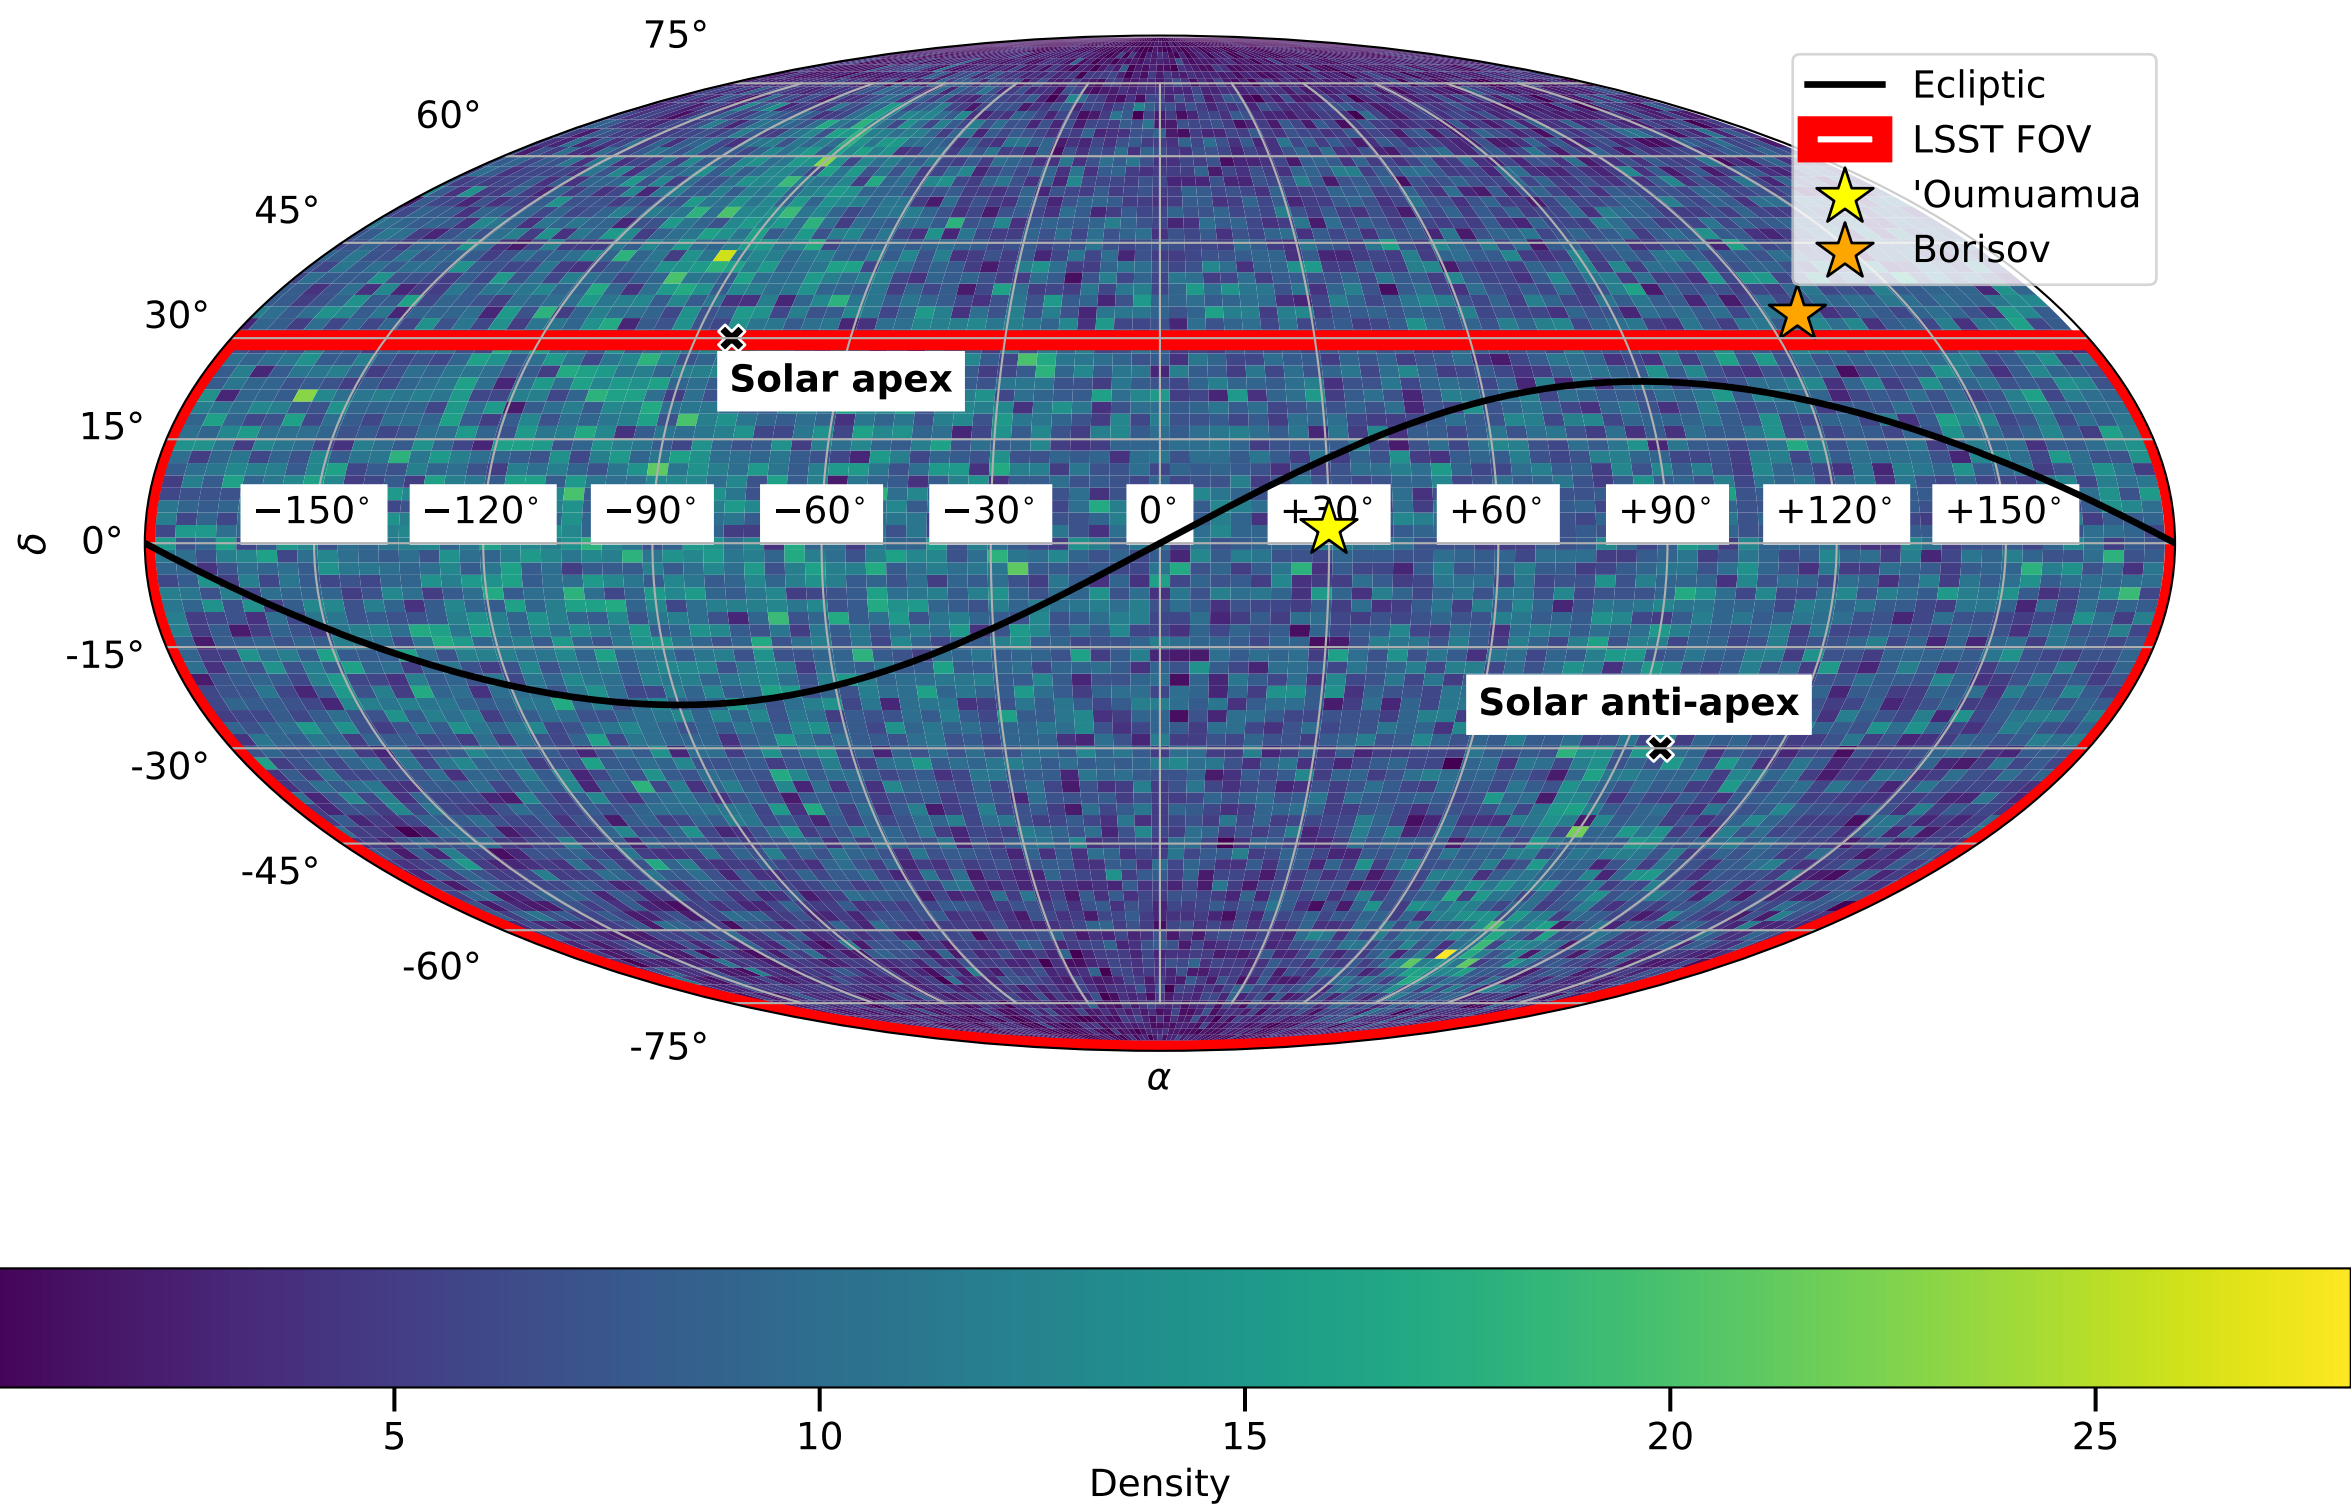 75°
60°
45°
30°
15°
0°
-15°
-30°
-45°
-60°
-75°
δ
Ecliptic
LSST FOV
'Oumuamua
Borisov
Solar apex
−150° −120° −90° −60° −30° 0° +30° +60° +90° +120° +150°
Solar anti-apex
α
5 10 15 20 25
Density